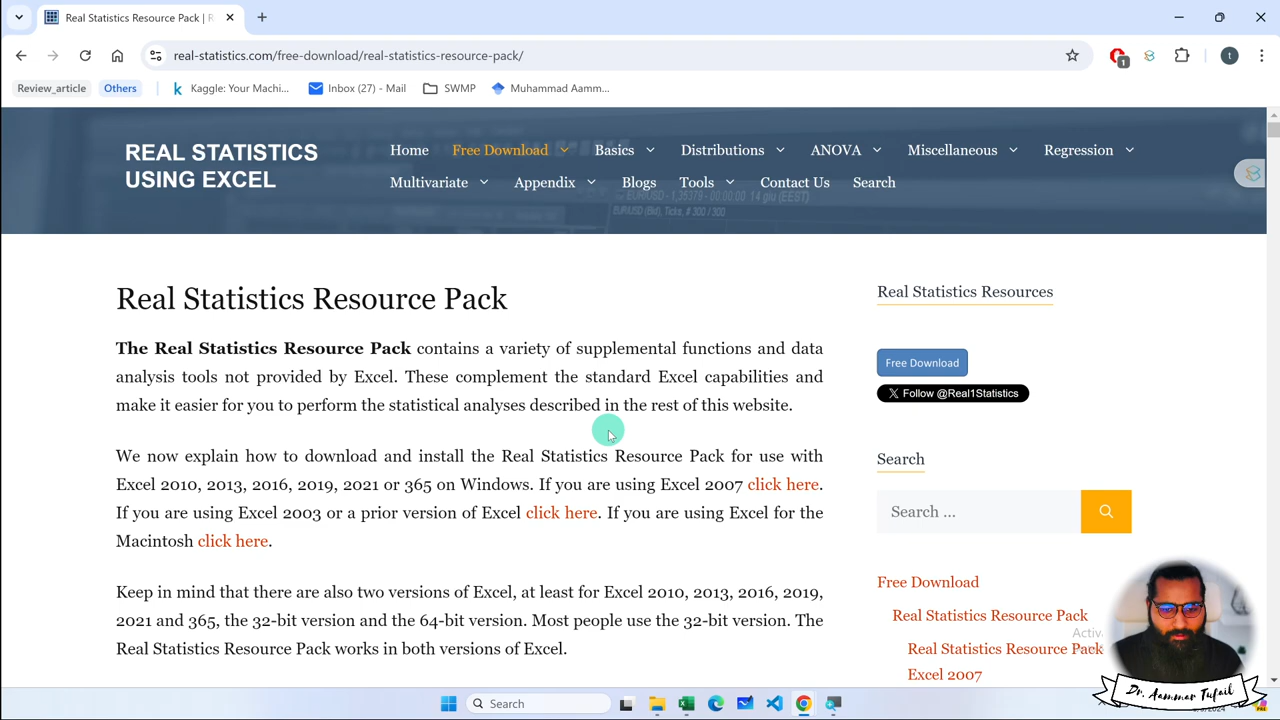 Real Statistics Resource Pack | R
real-statistics.com/free-download/real-statistics-resource-pack/
1
t
Review_article
Others
Kaggle: Your Machi...
Inbox (27) - Mail
SWMP
Muhammad Aamm...
REAL STATISTICS
USING EXCEL
Home
Free Download
Basics
Distributions
ANOVA
Miscellaneous
Regression
Multivariate
Appendix
Blogs
Tools
Contact Us
Search
Real Statistics Resource Pack
The Real Statistics Resource Pack contains a variety of supplemental functions and data
analysis tools not provided by Excel. These complement the standard Excel capabilities and
make it easier for you to perform the statistical analyses described in the rest of this website.
We now explain how to download and install the Real Statistics Resource Pack for use with
Excel 2010, 2013, 2016, 2019, 2021 or 365 on Windows. If you are using Excel 2007 click here.
If you are using Excel 2003 or a prior version of Excel click here. If you are using Excel for the
Macintosh click here.
Keep in mind that there are also two versions of Excel, at least for Excel 2010, 2013, 2016, 2019,
2021 and 365, the 32-bit version and the 64-bit version. Most people use the 32-bit version. The
Real Statistics Resource Pack works in both versions of Excel.
Real Statistics Resources
Free Download
X Follow @Real1Statistics
Search
Search ...
Free Download
Real Statistics Resource Pack
Real Statistics Resource Pack
Excel 2007
Dr. Aammar Tufail
Search